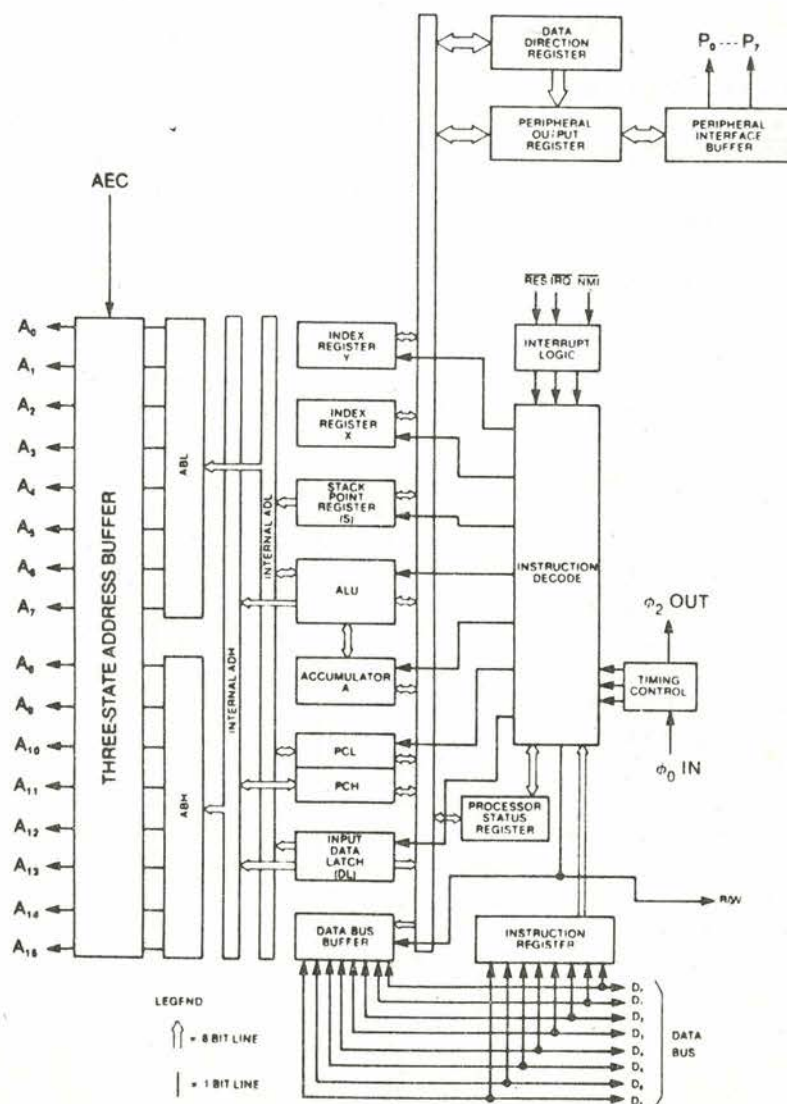 DATA
DIRECTION
REGISTER
P₀ --- P₇
PERIPHERAL
OUTPUT
REGISTER
PERIPHERAL
INTERFACE
BUFFER
AEC
RES IRQ NMI
INTERRUPT
LOGIC
A₀
A₁
A₂
A₃
A₄
A₅
A₆
A₇
A₈
A₉
A₁₀
A₁₁
A₁₂
A₁₃
A₁₄
A₁₅
THREE-STATE ADDRESS BUFFER
ABL
ABH
INTERNAL ADH
INTERNAL ADL
INDEX
REGISTER
Y
INDEX
REGISTER
X
STACK
POINT
REGISTER
(S)
ALU
ACCUMULATOR
A
PCL
PCH
INPUT
DATA
LATCH
(DL)
DATA BUS
BUFFER
INSTRUCTION
DECODE
ϕ₂ OUT
TIMING
CONTROL
ϕ₀ IN
PROCESSOR
STATUS
REGISTER
R/W
INSTRUCTION
REGISTER
LEGEND
= 8 BIT LINE
= 1 BIT LINE
D₂
D₃
D₄
D₆
DATA
BUS